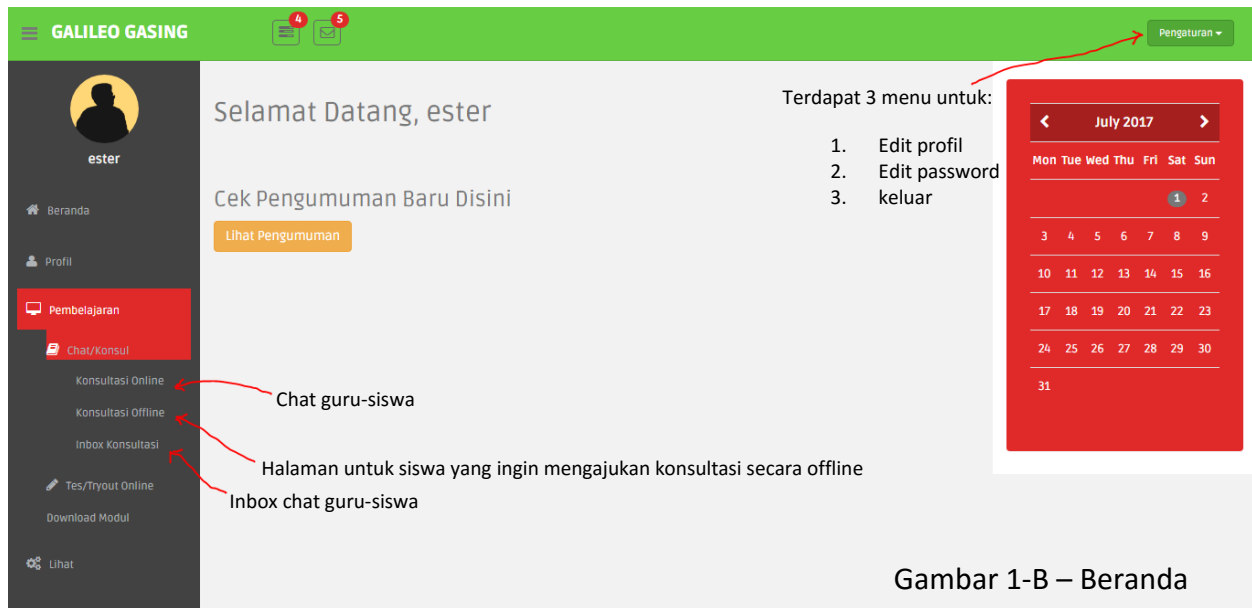 GALILEO GASING
4
5
Pengaturan
ester
Beranda
Profil
Pembelajaran
Chat/Konsul
Konsultasi Online
Konsultasi Offline
Inbox Konsultasi
Tes/Tryout Online
Download Modul
Lihat
Selamat Datang, ester
Cek Pengumuman Baru Disini
Lihat Pengumuman
Terdapat 3 menu untuk:
1. Edit profil
2. Edit password
3. keluar
July 2017
Mon Tue Wed Thu Fri Sat Sun
1 2
3 4 5 6 7 8 9
10 11 12 13 14 15 16
17 18 19 20 21 22 23
24 25 26 27 28 29 30
31
Chat guru-siswa
Halaman untuk siswa yang ingin mengajukan konsultasi secara offline
Inbox chat guru-siswa
Gambar 1-B – Beranda